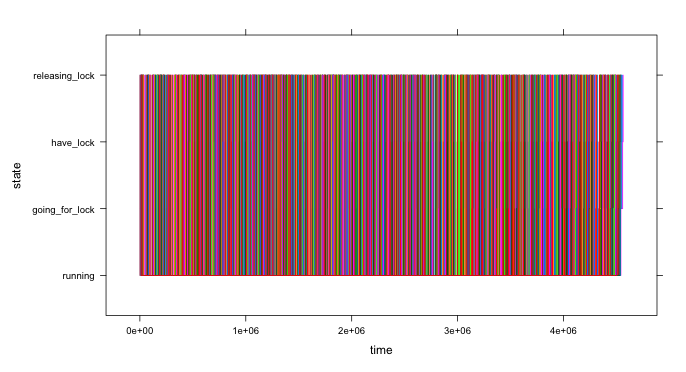 releasing_lock
have_lock
state
going_for_lock
running
0e+00 1e+06 2e+06 3e+06 4e+06
time